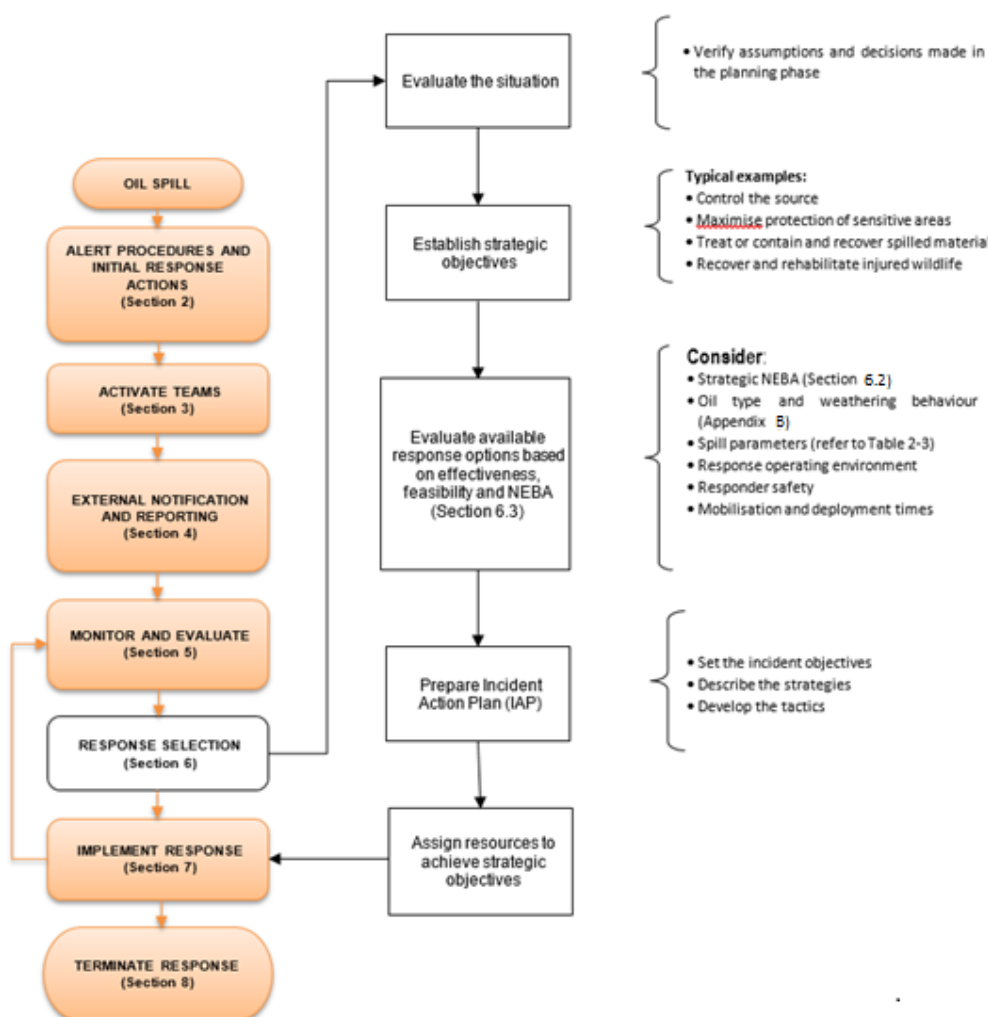 OIL SPILL
ALERT PROCEDURES AND
INITIAL RESPONSE
ACTIONS
(Section 2)
ACTIVATE TEAMS
(Section 3)
EXTERNAL NOTIFICATION
AND REPORTING
(Section 4)
MONITOR AND EVALUATE
(Section 5)
RESPONSE SELECTION
(Section 6)
IMPLEMENT RESPONSE
(Section 7)
TERMINATE RESPONSE
(Section 8)
Evaluate the situation
Establish strategic
objectives
Evaluate available
response options based
on effectiveness,
feasibility and NEBA
(Section 6.3)
Prepare Incident
Action Plan (IAP)
Assign resources to
achieve strategic
objectives
• Verify assumptions and decisions made in
the planning phase
Typical examples:
• Control the source
• Maximise protection of sensitive areas
• Treat or contain and recover spilled material
• Recover and rehabilitate injured wildlife
Consider:
• Strategic NEBA (Section 6.2)
• Oil type and weathering behaviour
(Appendix B)
• Spill parameters (refer to Table 2-3)
• Response operating environment
• Responder safety
• Mobilisation and deployment times
• Set the incident objectives
• Describe the strategies
• Develop the tactics